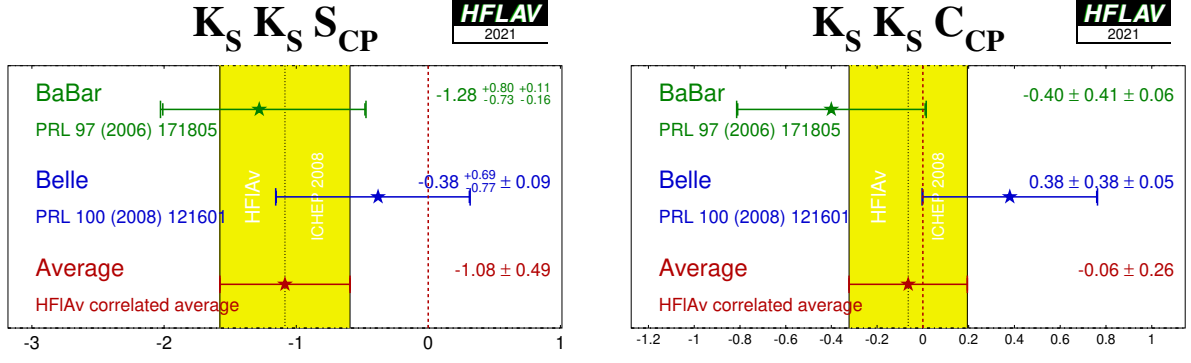 K_S K_S S_CP
HFLAV
2021
BaBar
-1.28 +0.80 -0.73 +0.11 -0.16
PRL 97 (2006) 171805
Belle
-0.38 +0.69 -0.77 ± 0.09
PRL 100 (2008) 121601
HFlAv
ICHEP 2008
Average
-1.08 ± 0.49
HFlAv correlated average
-3 -2 -1 0 1
K_S K_S C_CP
HFLAV
2021
BaBar
-0.40 ± 0.41 ± 0.06
PRL 97 (2006) 171805
Belle
0.38 ± 0.38 ± 0.05
PRL 100 (2008) 121601
HFlAv
ICHEP 2008
Average
-0.06 ± 0.26
HFlAv correlated average
-1.2 -1 -0.8 -0.6 -0.4 -0.2 0 0.2 0.4 0.6 0.8 1